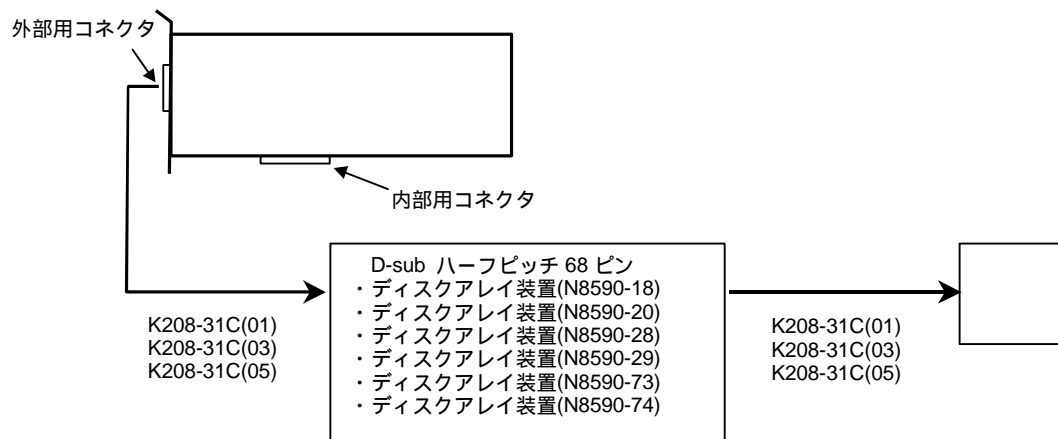 外部用コネクタ
内部用コネクタ
D-sub ハーフピッチ 68 ピン
・ディスクアレイ装置(N8590-18)
・ディスクアレイ装置(N8590-20)
・ディスクアレイ装置(N8590-28)
・ディスクアレイ装置(N8590-29)
・ディスクアレイ装置(N8590-73)
・ディスクアレイ装置(N8590-74)
K208-31C(01)
K208-31C(03)
K208-31C(05)
K208-31C(01)
K208-31C(03)
K208-31C(05)